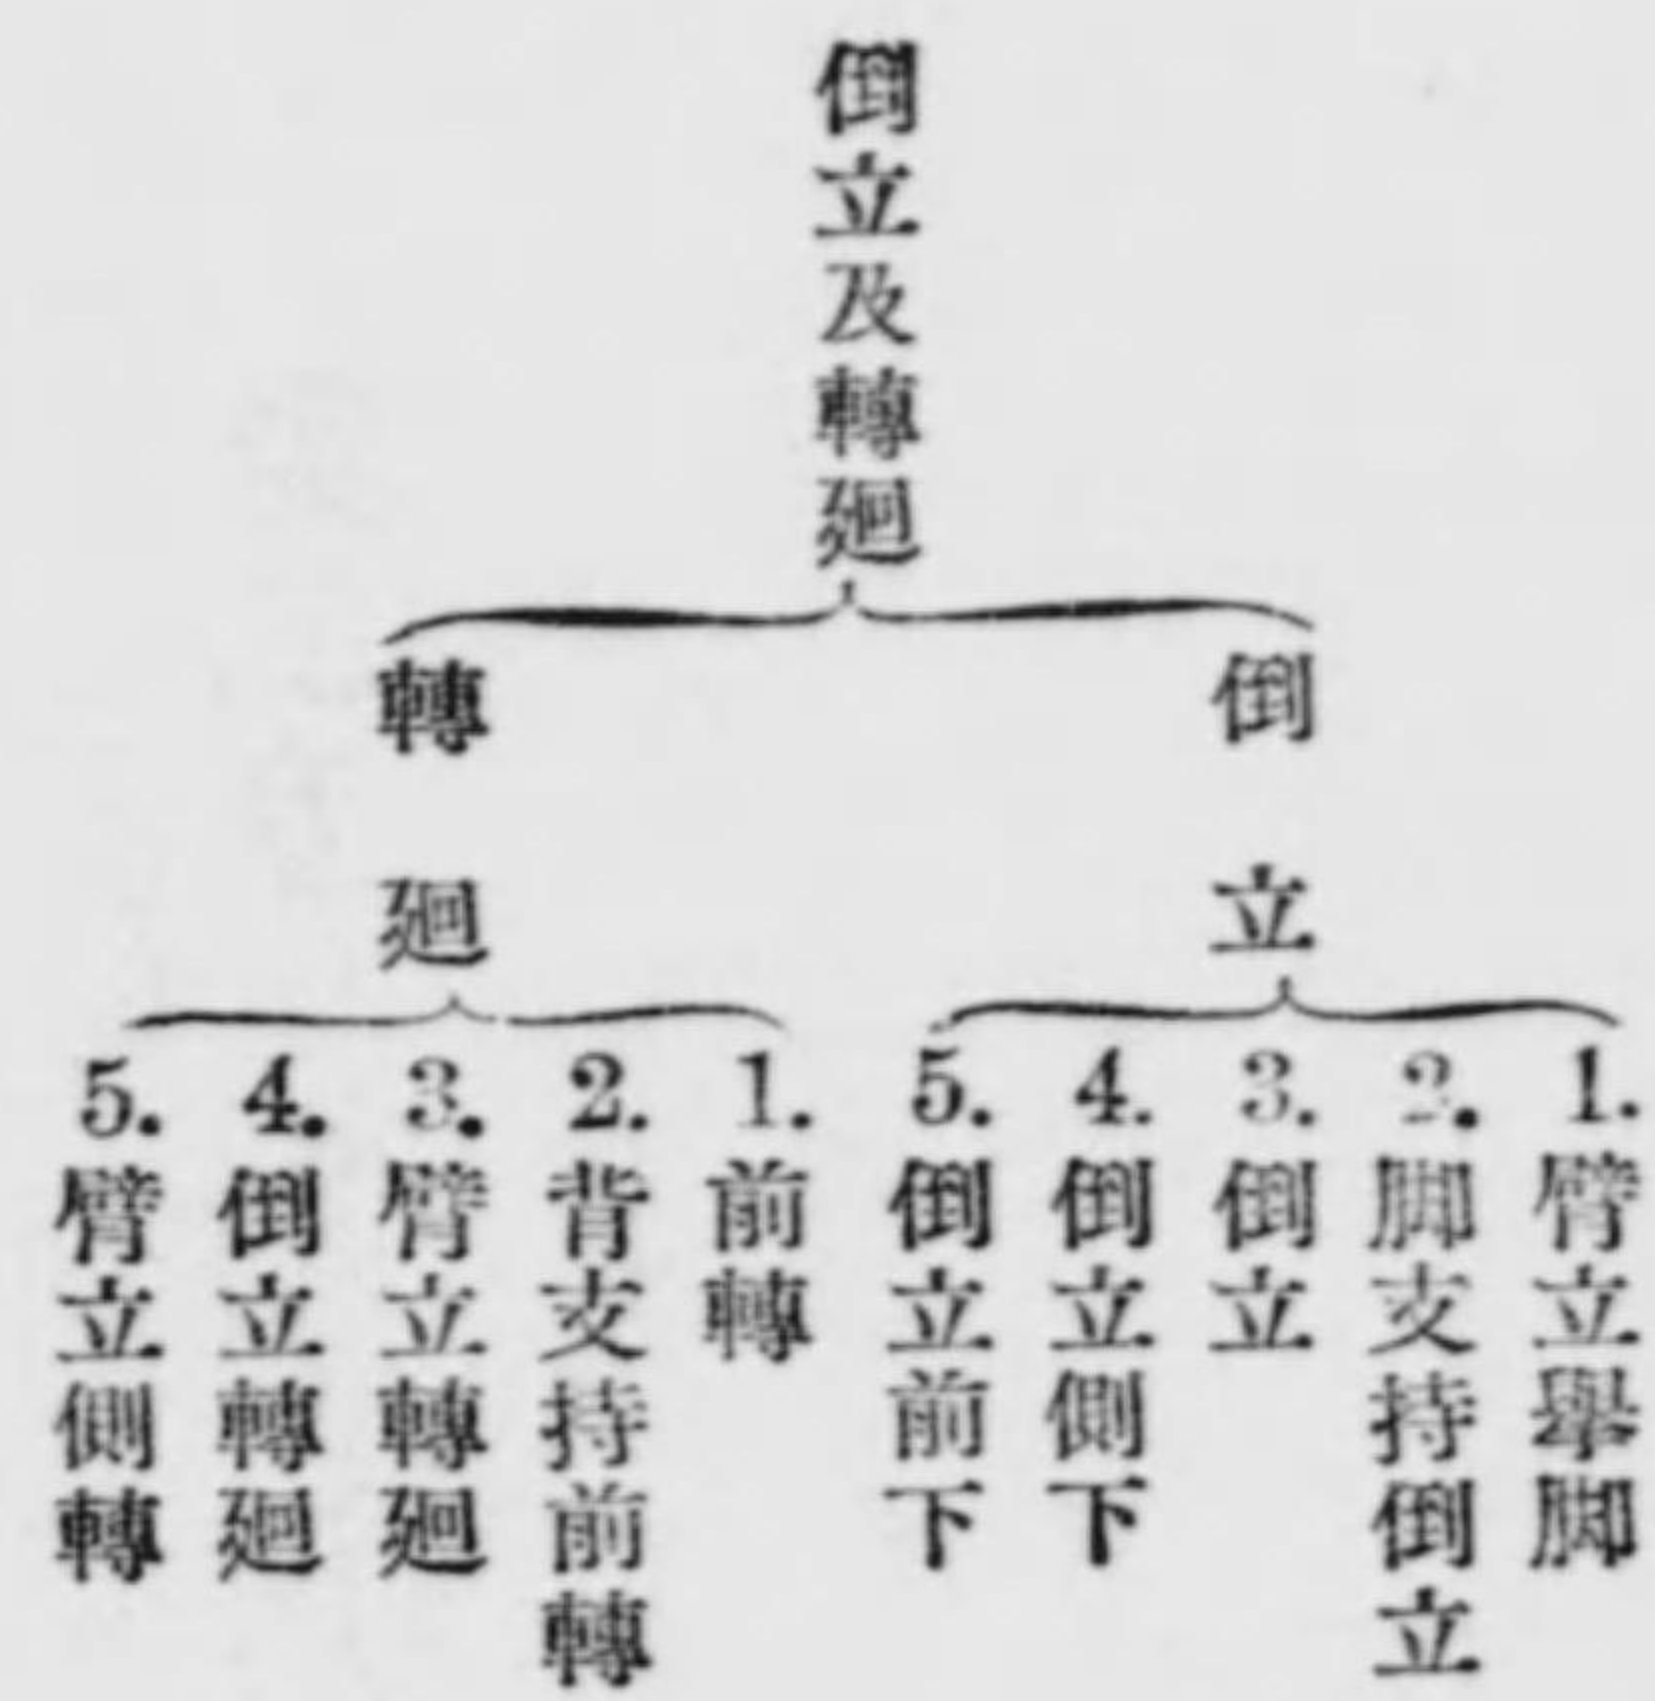 倒立及轉廻
倒立
1.臂立擧脚
2.脚支持倒立
3.倒立
4.倒立側下
5.倒立前下
轉廻
1.前轉
2.背支持前轉
3.臂立轉廻
4.倒立轉廻
5.臂立側轉